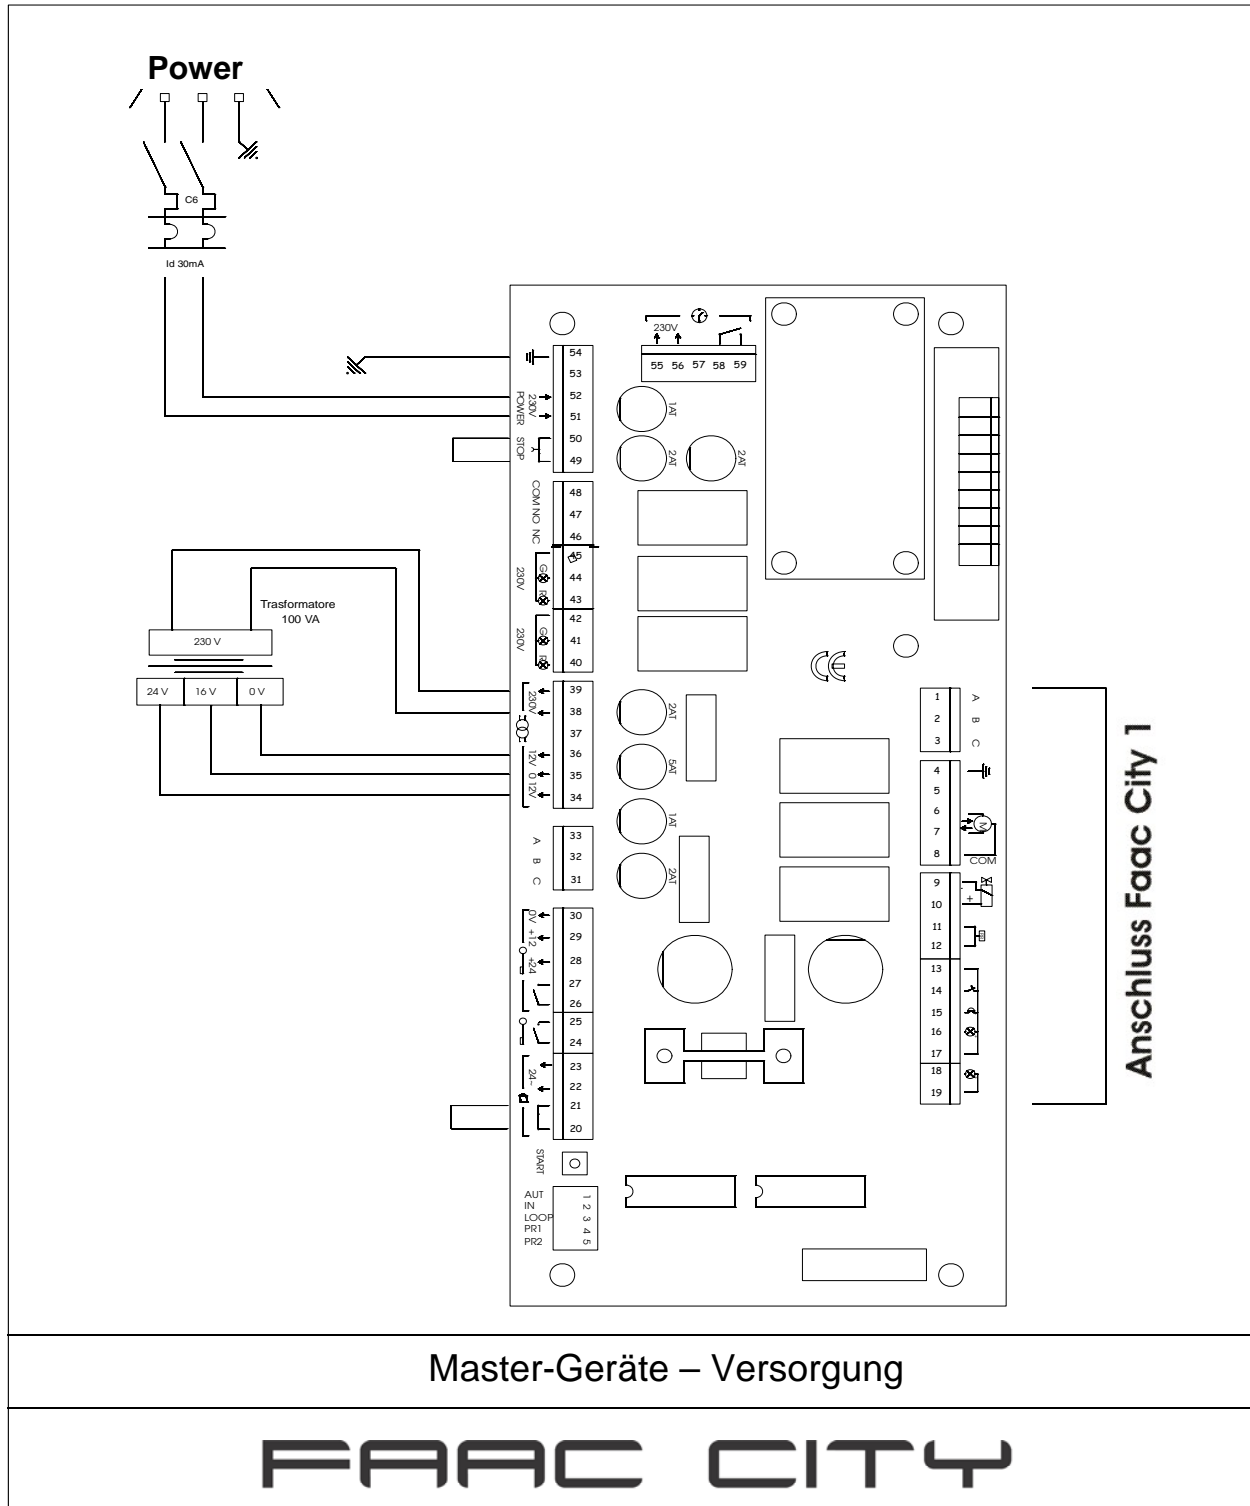 Power
C6
Id 30mA
Trasformatore
100 VA
230 V
24 V 16 V 0 V
230V
55 56 57 58 59
54
53
52
51
50
49
230V
POWER
STOP
48
47
46
COM NO NC
45
44
43
230V
G
R
42
41
40
230V
G
R
39
38
37
36
35
34
230V
12V 0 12V
33
32
31
A
B
C
30
29
28
27
26
25
24
23
22
21
20
0V
+12
+24
24~
START
AUT
IN
LOOP
PR1
PR2
1 2 3 4 5
1AT
2AT
2AT
2AT
5AT
1AT
2AT
CE
1
2
3
A
B
C
4
5
6
7
8
M
COM
9
10
+
11
12
13
14
15
16
17
18
19
Anschluss Faac City 1
Master-Geräte – Versorgung
FAAC CITY